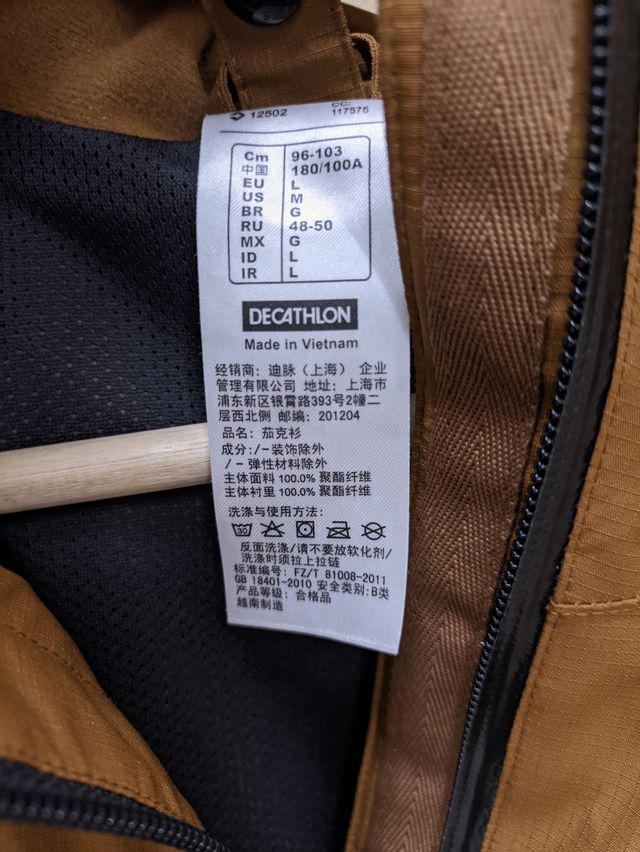 12502
117575
Cm 96-103
中国 180/100A
EU L
US M
BR G
RU 48-50
MX G
ID L
IR L
DECATHLON
Made in Vietnam
经销商：迪脉（上海）企业
管理有限公司 地址：上海市
浦东新区银霄路393号2幢二
层西北侧 邮编：201204
品名：茄克衫
成分:/-装饰除外
/-弹性材料除外
主体面料 100.0% 聚酯纤维
主体衬里 100.0% 聚酯纤维
洗涤与使用方法：
30
反面洗涤/请不要放软化剂/
洗涤时须拉上拉链
标准编号：FZ/T 81008-2011
GB 18401-2010 安全类别:B类
产品等级：合格品
越南制造